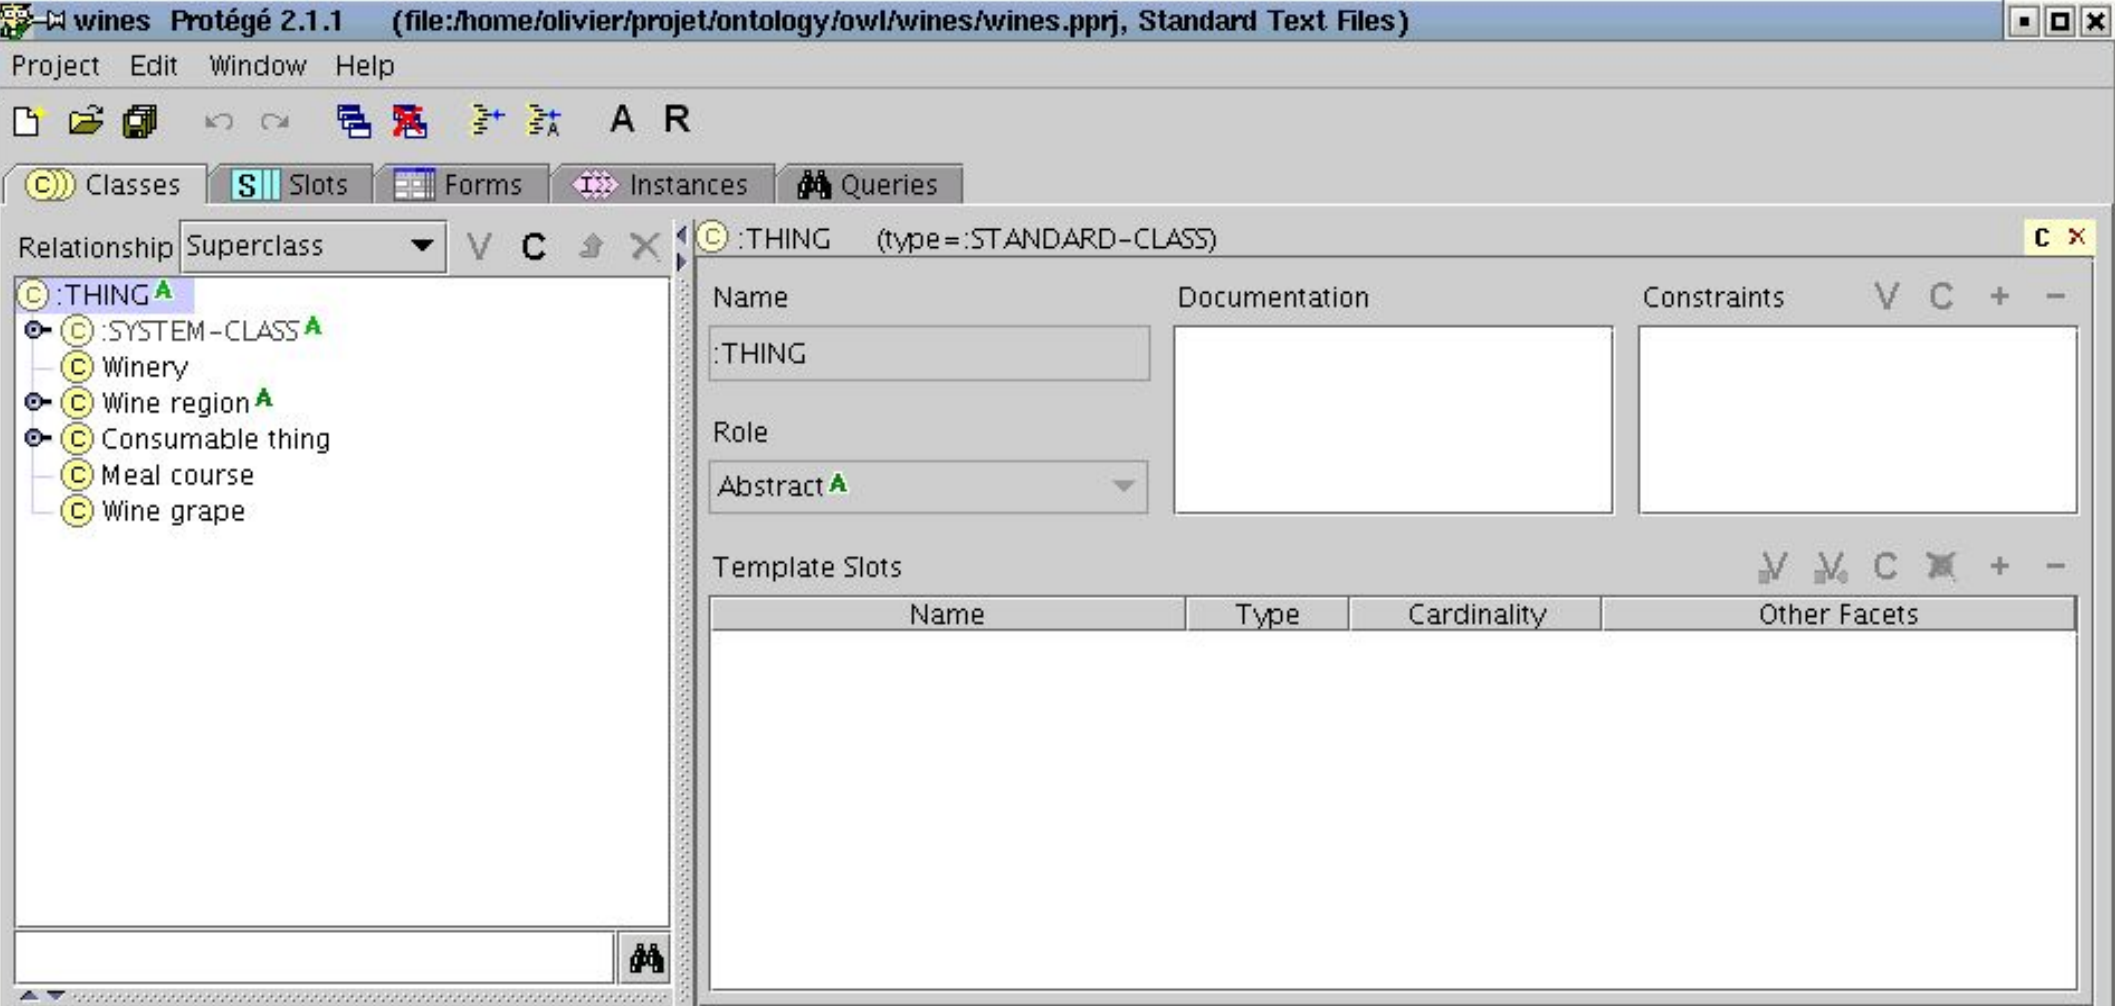 wines Protégé 2.1.1 (file:/home/olivier/projet/ontology/owl/wines/wines.pprj, Standard Text Files)
Project Edit Window Help
A R
C Classes S Slots Forms I Instances Queries
Relationship Superclass V C
C :THING A
C :SYSTEM-CLASS A
C Winery
C Wine region A
C Consumable thing
C Meal course
C Wine grape
C :THING (type=:STANDARD-CLASS) C ×
Name Documentation Constraints V C + −
:THING
Role
Abstract A
Template Slots V V C + −
Name Type Cardinality Other Facets